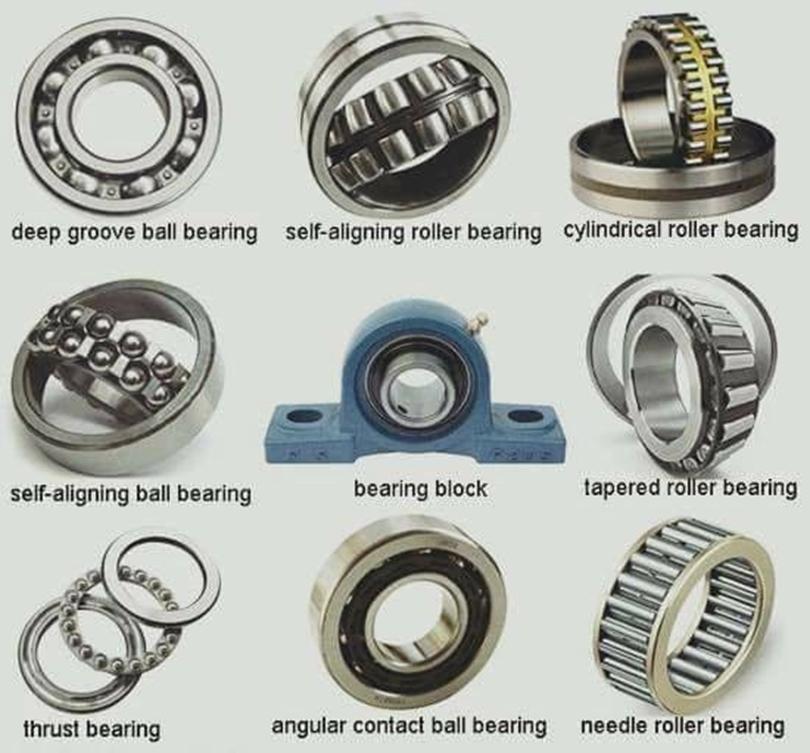 deep groove ball bearing
self-aligning roller bearing
cylindrical roller bearing
self-aligning ball bearing
bearing block
tapered roller bearing
thrust bearing
angular contact ball bearing
needle roller bearing